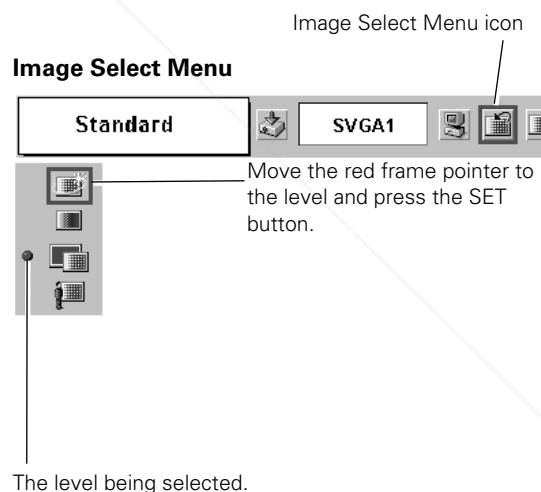 Image Select Menu icon
Image Select Menu
Standard
SVGA1
Move the red frame pointer to
the level and press the SET
button.
The level being selected.